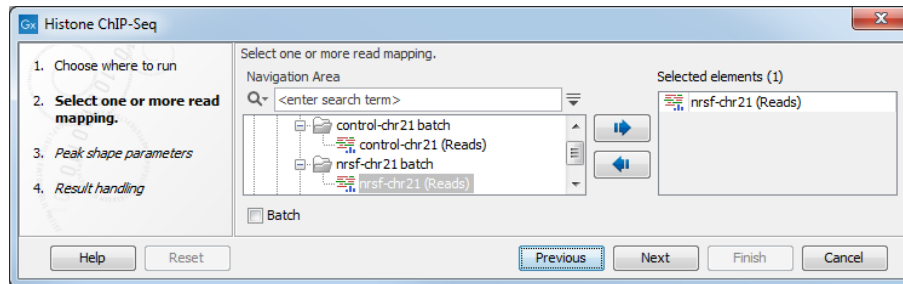 Gx Histone ChIP-Seq
x
1. Choose where to run
2. Select one or more read
mapping.
3. Peak shape parameters
4. Result handling
Select one or more read mapping.
Navigation Area
<enter search term>
control-chr21 batch
control-chr21 (Reads)
nrsf-chr21 batch
nrsf-chr21 (Reads)
Batch
Selected elements (1)
nrsf-chr21 (Reads)
Help Reset Previous Next Finish Cancel